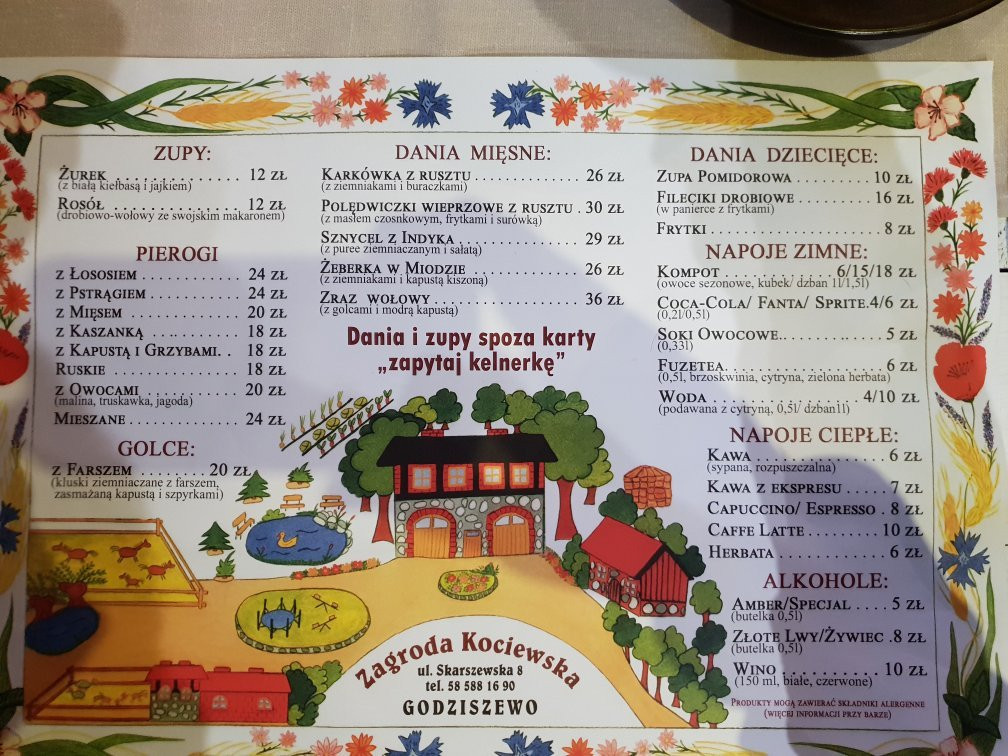 ZUPY:
ŻUREK .................. 12 ZŁ
(z białą kiełbasą i jajkiem)
ROSÓŁ .................. 12 ZŁ
(drobiowo-wołowy ze swojskim makaronem)
PIEROGI
Z ŁOSOSIEM ............ 24 ZŁ
Z PSTRĄGIEM .......... 24 ZŁ
Z MIĘSEM .............. 20 ZŁ
Z KASZANKĄ ........... 18 ZŁ
Z KAPUSTĄ I GRZYBAMI.. 18 ZŁ
RUSKIE ................. 18 ZŁ
Z OWOCAMI ............ 20 ZŁ
(malina, truskawka, jagoda)
MIESZANE .............. 24 ZŁ
GOLCE:
Z FARSZEM ........ 20 ZŁ
(kluski ziemniaczane z farszem,
zasmażaną kapustą i szpyrkami)
DANIA MIĘSNE:
KARKÓWKA Z RUSZTU .............. 26 ZŁ
(z ziemniakami i buraczkami)
POLĘDWICZKI WIEPRZOWE Z RUSZTU . 30 ZŁ
(z masłem czosnkowym, frytkami i surówką)
SZNYCEL Z INDYKA ................ 29 ZŁ
(z puree ziemniaczanym i sałatą)
ŻEBERKA W MIODZIE .............. 26 ZŁ
(z ziemniakami i kapustą kiszoną)
ZRAZ WOŁOWY .................... 36 ZŁ
(z golcami i modrą kapustą)
Dania i zupy spoza karty
„zapytaj kelnerkę”
DANIA DZIECIĘCE:
ZUPA POMIDOROWA ............ 10 ZŁ
FILECIKI DROBIOWE ............ 16 ZŁ
(w panierce z frytkami)
FRYTKI ......................... 8 ZŁ
NAPOJE ZIMNE:
KOMPOT .............. 6/15/18 ZŁ
(owoce sezonowe, kubek/ dzban 1l/1,5l)
COCA-COLA/ FANTA/ SPRITE.4/6 ZŁ
(0,2l/0,5l)
SOKI OWOCOWE............... 5 ZŁ
(0,33l)
FUZETEA....................... 6 ZŁ
(0,5l, brzoskwinia, cytryna, zielona herbata)
WODA ..................... 4/10 ZŁ
(podawana z cytryną, 0,5l/ dzban1l)
NAPOJE CIEPŁE:
KAWA .................. 6 ZŁ
(sypana, rozpuszczalna)
KAWA Z EKSPRESU ..... 7 ZŁ
CAPUCCINO/ ESPRESSO . 8 ZŁ
CAFFE LATTE .......... 10 ZŁ
HERBATA ............... 6 ZŁ
ALKOHOLE:
AMBER/SPECJAL ..... 5 ZŁ
(butelka 0,5l)
ZŁOTE LWY/ŻYWIEC .8 ZŁ
(butelka 0,5l)
WINO ............... 10 ZŁ
(150 ml, białe, czerwone)
PRODUKTY MOGĄ ZAWIERAĆ SKŁADNIKI ALERGENNE
(WIĘCEJ INFORMACJI PRZY BARZE)
Zagroda Kociewska
ul. Skarszewska 8
tel. 58 588 16 90
GODZISZEWO